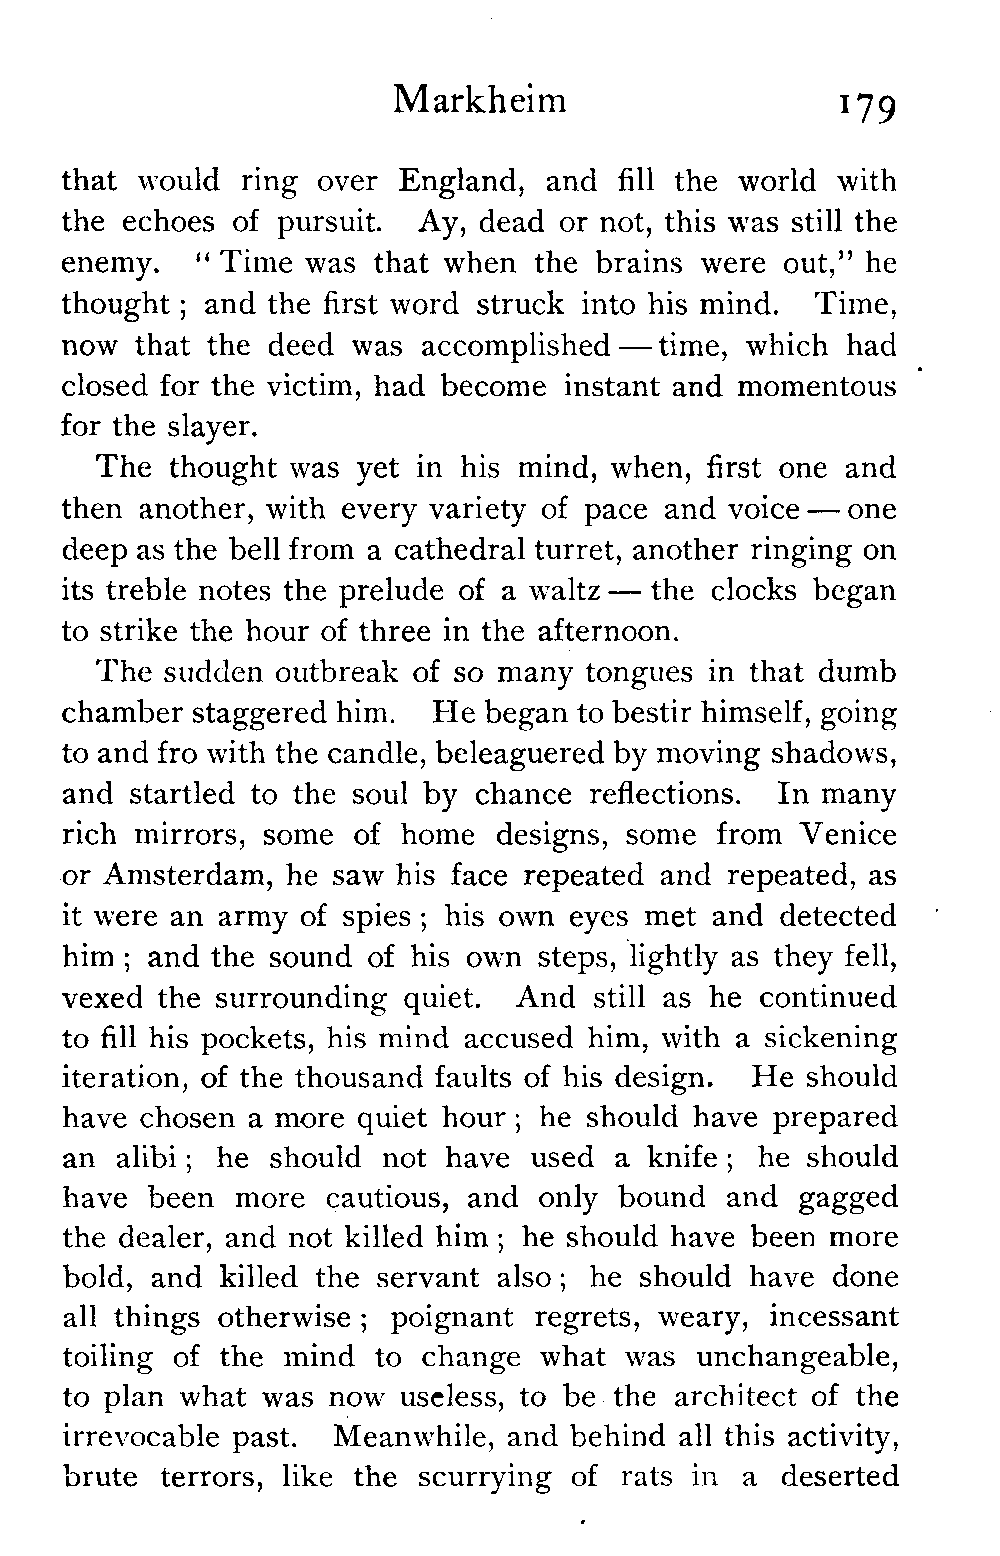 Markheim 179
that would ring over England, and fill the world with
the echoes of pursuit. Ay, dead or not, this was still the
enemy. "Time was that when the brains were out," he
thought; and the first word struck into his mind. Time,
now that the deed was accomplished — time, which had
closed for the victim, had become instant and momentous
for the slayer.
The thought was yet in his mind, when, first one and
then another, with every variety of pace and voice — one
deep as the bell from a cathedral turret, another ringing on
its treble notes the prelude of a waltz — the clocks began
to strike the hour of three in the afternoon.
The sudden outbreak of so many tongues in that dumb
chamber staggered him. He began to bestir himself, going
to and fro with the candle, beleaguered by moving shadows,
and startled to the soul by chance reflections. In many
rich mirrors, some of home designs, some from Venice
or Amsterdam, he saw his face repeated and repeated, as
it were an army of spies; his own eyes met and detected
him; and the sound of his own steps, lightly as they fell,
vexed the surrounding quiet. And still as he continued
to fill his pockets, his mind accused him, with a sickening
iteration, of the thousand faults of his design. He should
have chosen a more quiet hour; he should have prepared
an alibi; he should not have used a knife; he should
have been more cautious, and only bound and gagged
the dealer, and not killed him; he should have been more
bold, and killed the servant also; he should have done
all things otherwise; poignant regrets, weary, incessant
toiling of the mind to change what was unchangeable,
to plan what was now useless, to be the architect of the
irrevocable past. Meanwhile, and behind all this activity,
brute terrors, like the scurrying of rats in a deserted